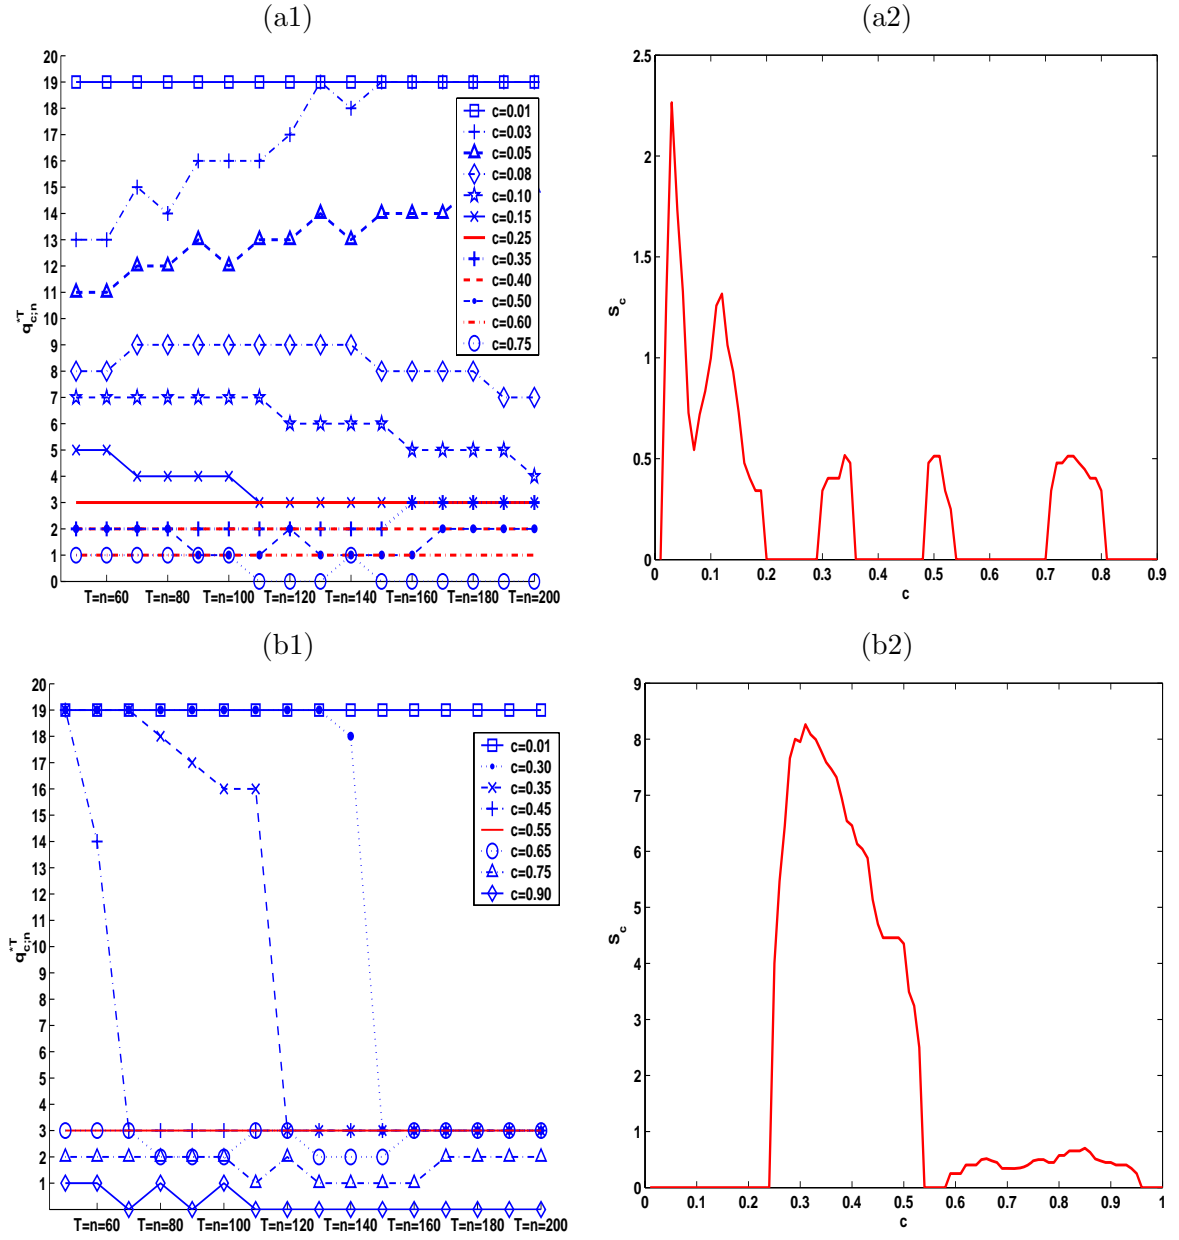 (a1)
20
19
18
17
16
15
14
13
12
11
10
9
8
7
6
5
4
3
2
1
0
q*T c;n
T=n=60 T=n=80 T=n=100 T=n=120 T=n=140 T=n=160 T=n=180 T=n=200
c=0.01
c=0.03
c=0.05
c=0.08
c=0.10
c=0.15
c=0.25
c=0.35
c=0.40
c=0.50
c=0.60
c=0.75
(a2)
2.5
2
1.5
1
0.5
0
Sc
0 0.1 0.2 0.3 0.4 0.5 0.6 0.7 0.8 0.9
c
(b1)
20
19
18
17
16
15
14
13
12
11
10
9
8
7
6
5
4
3
2
1
q*T c;n
T=n=60 T=n=80 T=n=100 T=n=120 T=n=140 T=n=160 T=n=180 T=n=200
c=0.01
c=0.30
c=0.35
c=0.45
c=0.55
c=0.65
c=0.75
c=0.90
(b2)
9
8
7
6
5
4
3
2
1
0
Sc
0 0.1 0.2 0.3 0.4 0.5 0.6 0.7 0.8 0.9 1
c